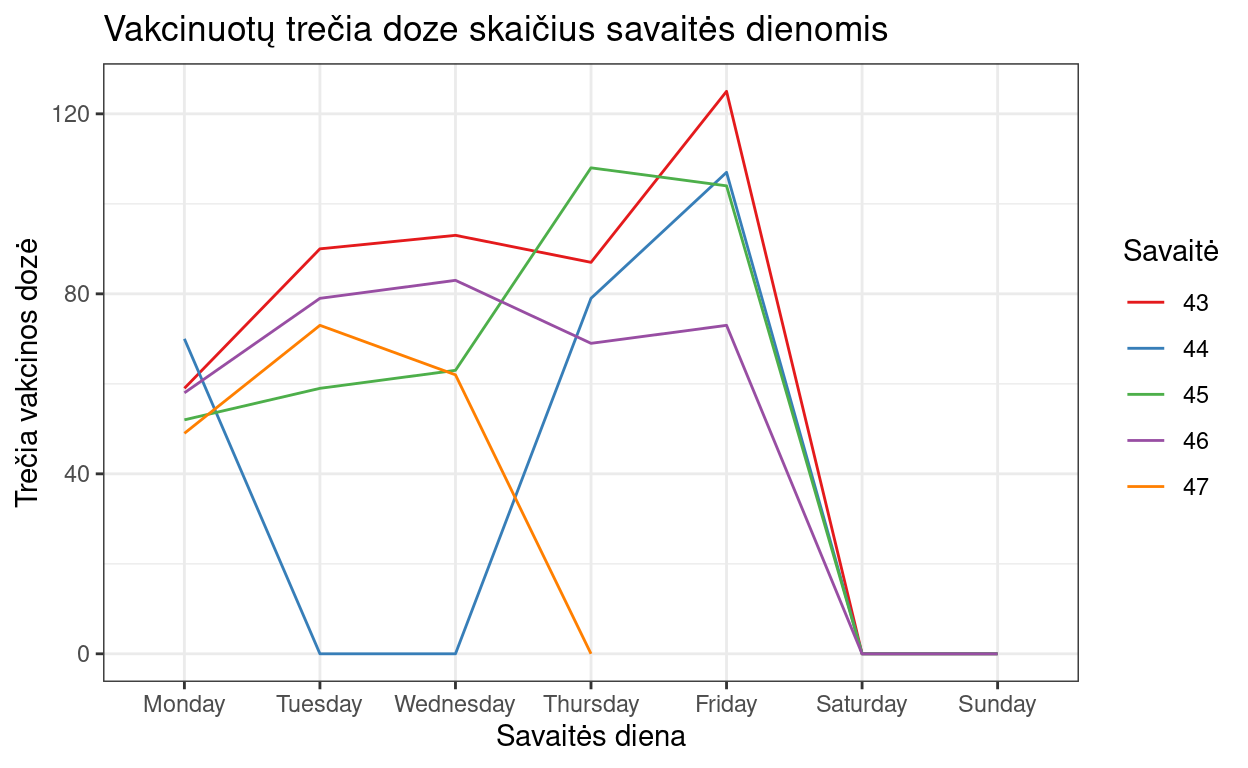 Vakcinuotų trečia doze skaičius savaitės dienomis
Trečia vakcinos dozė
120
80
40
0
Monday Tuesday Wednesday Thursday Friday Saturday Sunday
Savaitės diena
Savaitė
43
44
45
46
47